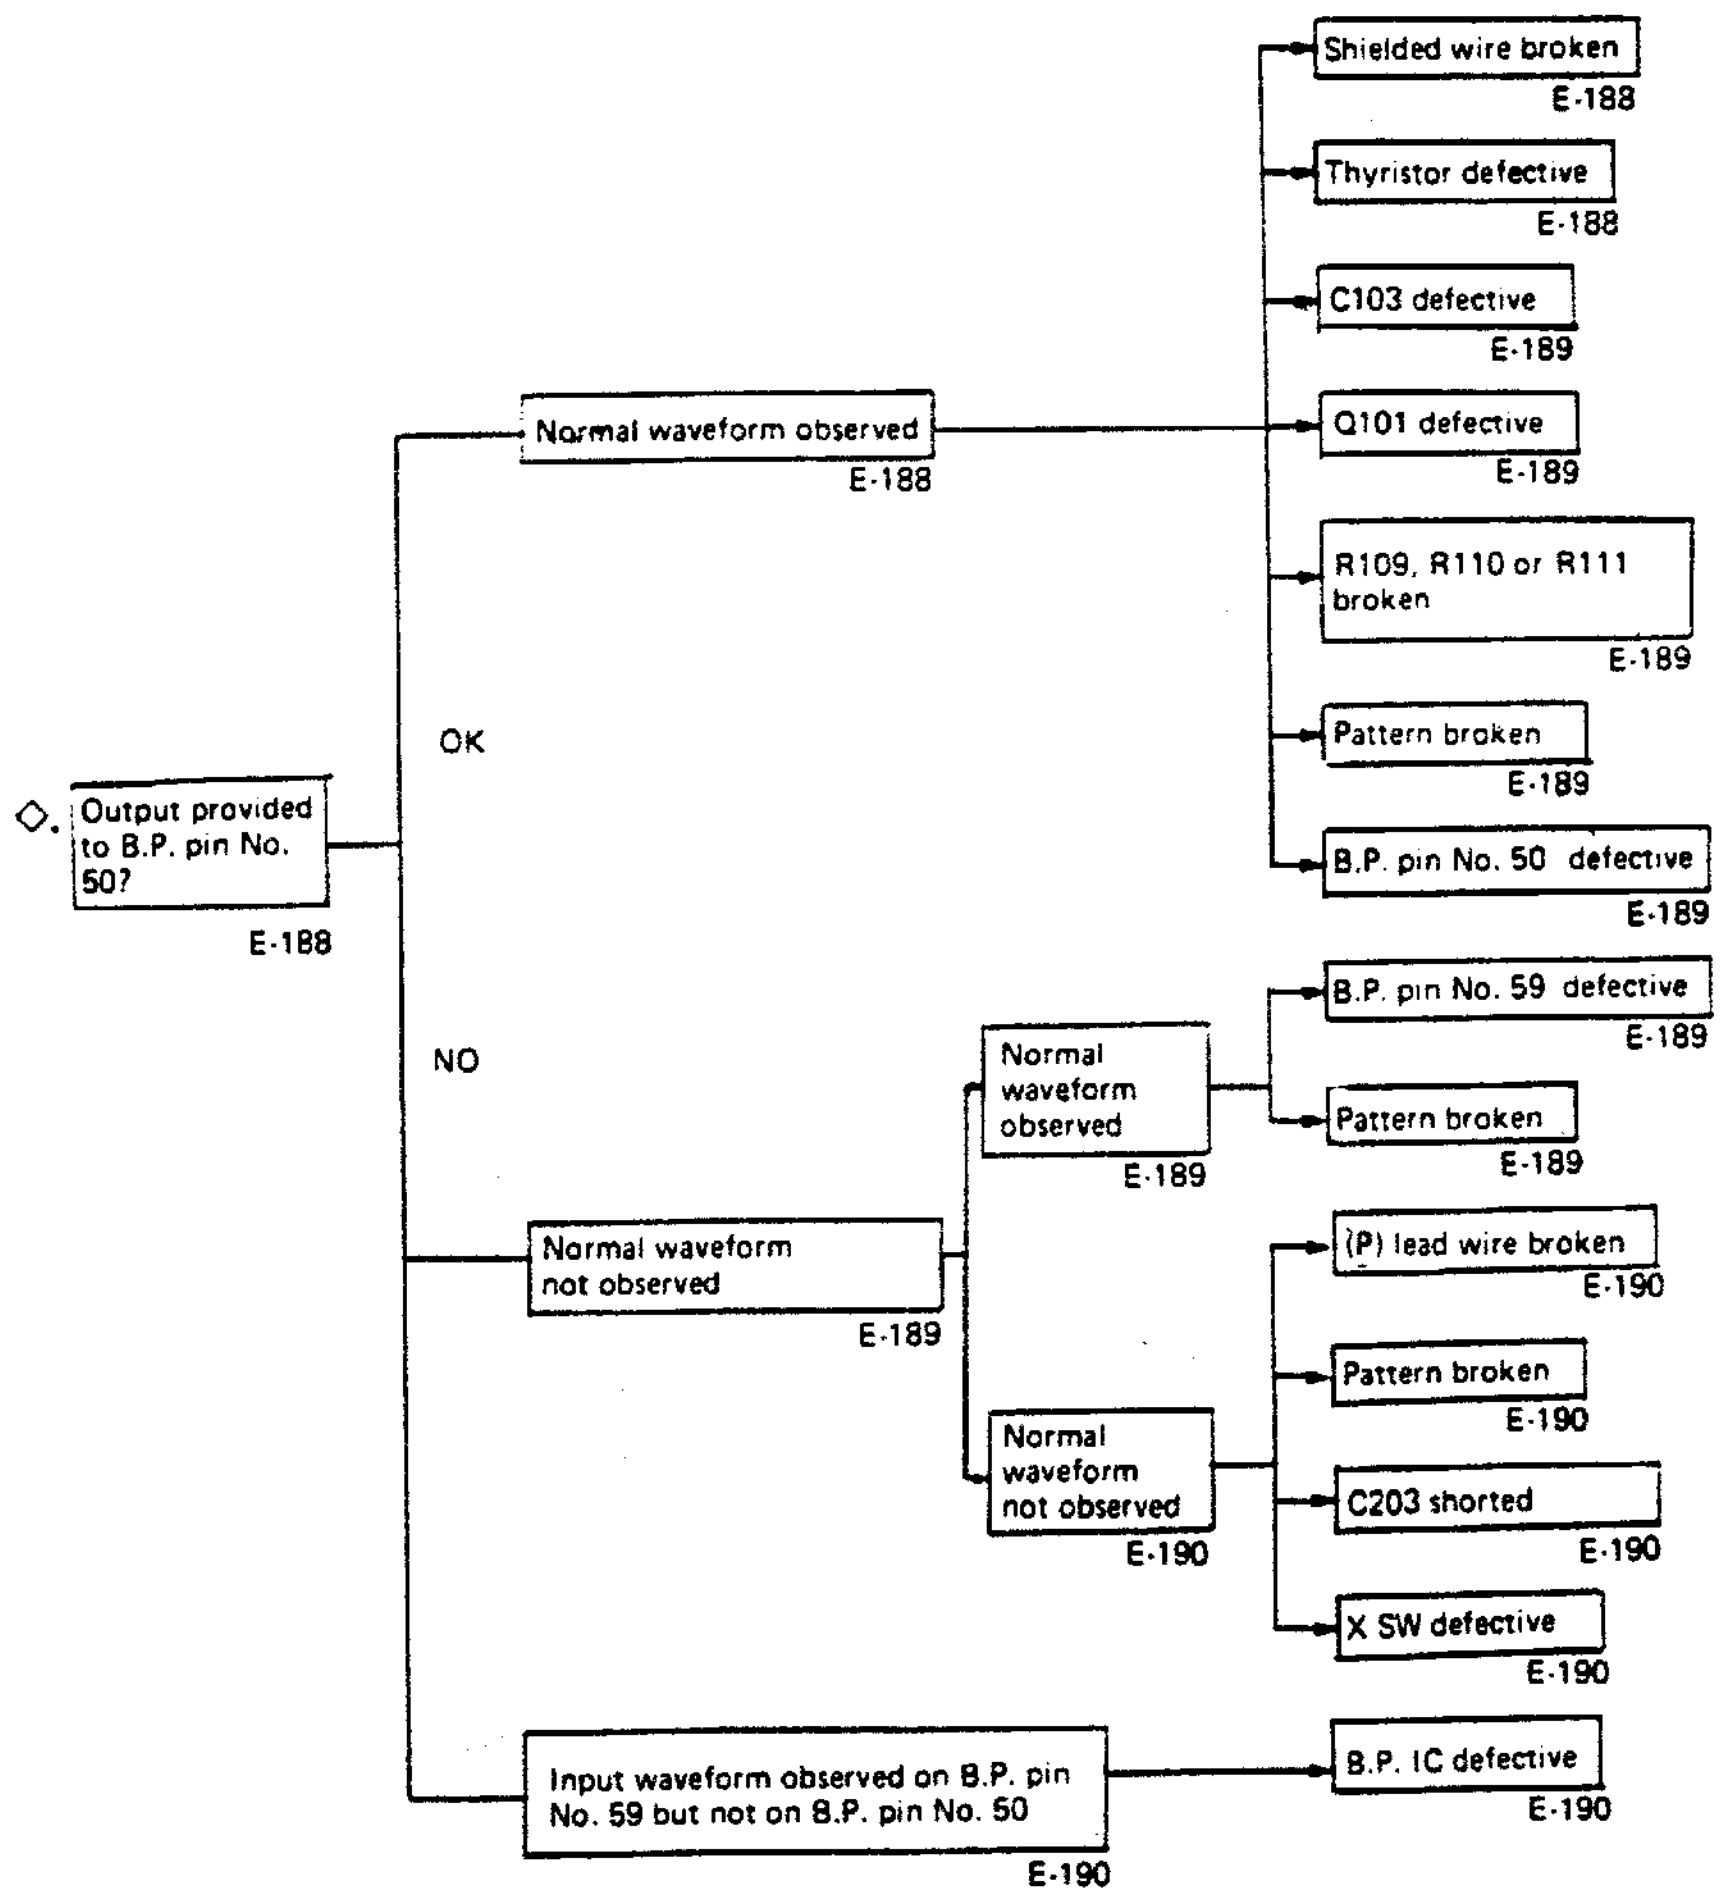 Shielded wire broken
E-188
Thyristor defective
E-188
C103 defective
E-189
Normal waveform observed
E-188
Q101 defective
E-189
R109, R110 or R111
broken
E-189
OK
Pattern broken
E-189
Output provided
to B.P. pin No.
50?
E-188
B.P. pin No. 50 defective
E-189
NO
B.P. pin No. 59 defective
E-189
Normal
waveform
observed
E-189
Pattern broken
E-189
Normal waveform
not observed
E-189
(P) lead wire broken
E-190
Pattern broken
E-190
Normal
waveform
not observed
E-190
C203 shorted
E-190
X SW defective
E-190
Input waveform observed on B.P. pin
No. 59 but not on B.P. pin No. 50
E-190
B.P. IC defective
E-190